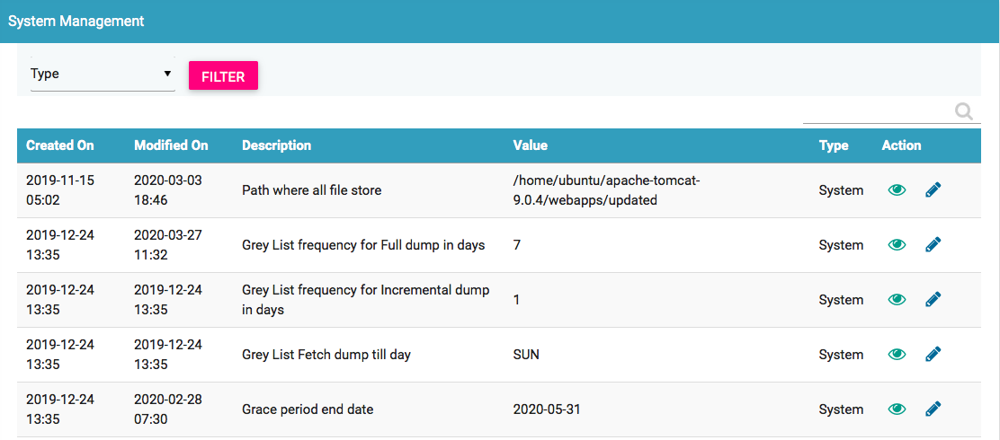 System Management
Type
FILTER
Created On Modified On Description Value Type Action
2019-11-15 05:02 2020-03-03 18:46 Path where all file store /home/ubuntu/apache-tomcat-9.0.4/webapps/updated System
2019-12-24 13:35 2020-03-27 11:32 Grey List frequency for Full dump in days 7 System
2019-12-24 13:35 2019-12-24 13:35 Grey List frequency for Incremental dump in days 1 System
2019-12-24 13:35 2019-12-24 13:35 Grey List Fetch dump till day SUN System
2019-12-24 13:35 2020-02-28 07:30 Grace period end date 2020-05-31 System